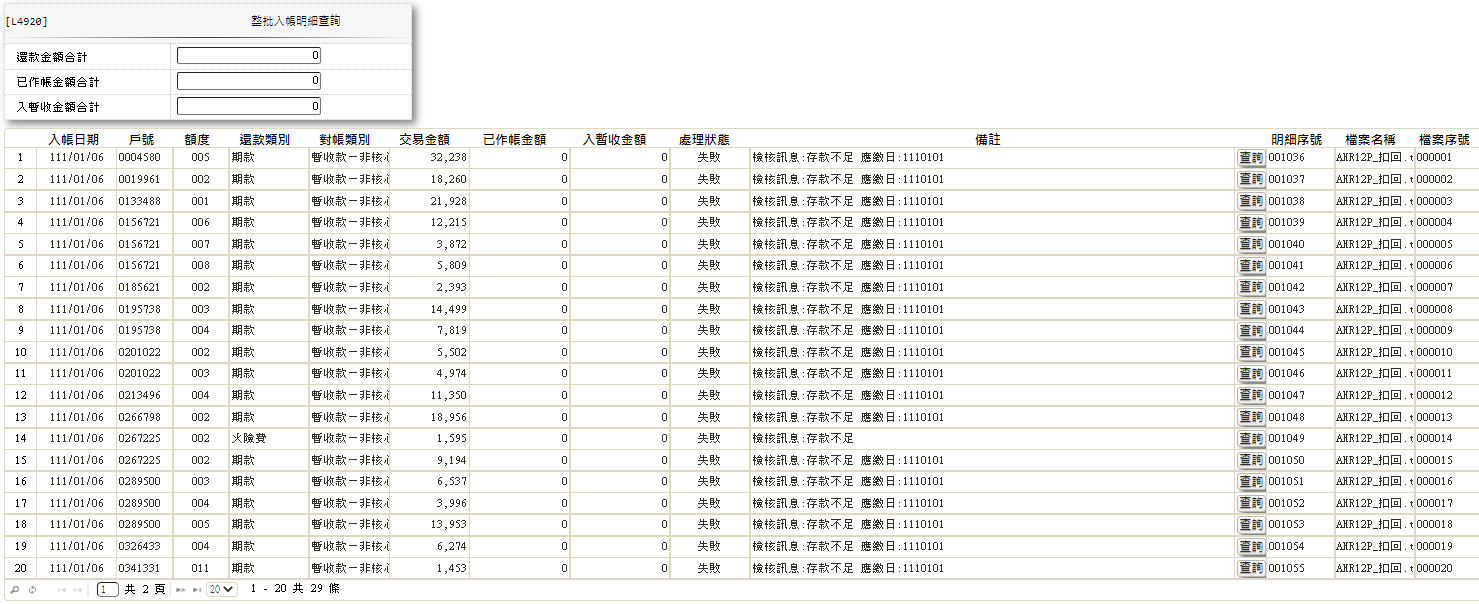 [L4920] 整批入帳明細查詢
還款金額合計 0
已作帳金額合計 0
入暫收金額合計 0
入帳日期 戶號 額度 還款類別 對帳類別 交易金額 已作帳金額 入暫收金額 處理狀態 備註 明細序號 檔案名稱 檔案序號
1 111/01/06 0004580 005 期款 暫收款－非核心 32,238 0 0 失敗 檢核訊息:存款不足 應繳日:1110101 查詢 001036 AHR12P_扣回.t 000001
2 111/01/06 0019961 002 期款 暫收款－非核心 18,260 0 0 失敗 檢核訊息:存款不足 應繳日:1110101 查詢 001037 AHR12P_扣回.t 000002
3 111/01/06 0133488 001 期款 暫收款－非核心 21,928 0 0 失敗 檢核訊息:存款不足 應繳日:1110101 查詢 001038 AHR12P_扣回.t 000003
4 111/01/06 0156721 006 期款 暫收款－非核心 12,215 0 0 失敗 檢核訊息:存款不足 應繳日:1110101 查詢 001039 AHR12P_扣回.t 000004
5 111/01/06 0156721 007 期款 暫收款－非核心 3,872 0 0 失敗 檢核訊息:存款不足 應繳日:1110101 查詢 001040 AHR12P_扣回.t 000005
6 111/01/06 0156721 008 期款 暫收款－非核心 5,809 0 0 失敗 檢核訊息:存款不足 應繳日:1110101 查詢 001041 AHR12P_扣回.t 000006
7 111/01/06 0185621 002 期款 暫收款－非核心 2,393 0 0 失敗 檢核訊息:存款不足 應繳日:1110101 查詢 001042 AHR12P_扣回.t 000007
8 111/01/06 0195738 003 期款 暫收款－非核心 14,499 0 0 失敗 檢核訊息:存款不足 應繳日:1110101 查詢 001043 AHR12P_扣回.t 000008
9 111/01/06 0195738 004 期款 暫收款－非核心 7,819 0 0 失敗 檢核訊息:存款不足 應繳日:1110101 查詢 001044 AHR12P_扣回.t 000009
10 111/01/06 0201022 002 期款 暫收款－非核心 5,502 0 0 失敗 檢核訊息:存款不足 應繳日:1110101 查詢 001045 AHR12P_扣回.t 000010
11 111/01/06 0201022 003 期款 暫收款－非核心 4,974 0 0 失敗 檢核訊息:存款不足 應繳日:1110101 查詢 001046 AHR12P_扣回.t 000011
12 111/01/06 0213496 004 期款 暫收款－非核心 11,350 0 0 失敗 檢核訊息:存款不足 應繳日:1110101 查詢 001047 AHR12P_扣回.t 000012
13 111/01/06 0266798 002 期款 暫收款－非核心 18,956 0 0 失敗 檢核訊息:存款不足 應繳日:1110101 查詢 001048 AHR12P_扣回.t 000013
14 111/01/06 0267225 002 火險費 暫收款－非核心 1,595 0 0 失敗 檢核訊息:存款不足 查詢 001049 AHR12P_扣回.t 000014
15 111/01/06 0267225 002 期款 暫收款－非核心 9,194 0 0 失敗 檢核訊息:存款不足 應繳日:1110101 查詢 001050 AHR12P_扣回.t 000015
16 111/01/06 0289500 003 期款 暫收款－非核心 6,537 0 0 失敗 檢核訊息:存款不足 應繳日:1110101 查詢 001051 AHR12P_扣回.t 000016
17 111/01/06 0289500 004 期款 暫收款－非核心 3,996 0 0 失敗 檢核訊息:存款不足 應繳日:1110101 查詢 001052 AHR12P_扣回.t 000017
18 111/01/06 0289500 005 期款 暫收款－非核心 13,953 0 0 失敗 檢核訊息:存款不足 應繳日:1110101 查詢 001053 AHR12P_扣回.t 000018
19 111/01/06 0326433 004 期款 暫收款－非核心 6,274 0 0 失敗 檢核訊息:存款不足 應繳日:1110101 查詢 001054 AHR12P_扣回.t 000019
20 111/01/06 0341331 011 期款 暫收款－非核心 1,453 0 0 失敗 檢核訊息:存款不足 應繳日:1110101 查詢 001055 AHR12P_扣回.t 000020
1 共 2 頁 20 1 - 20 共 29 條